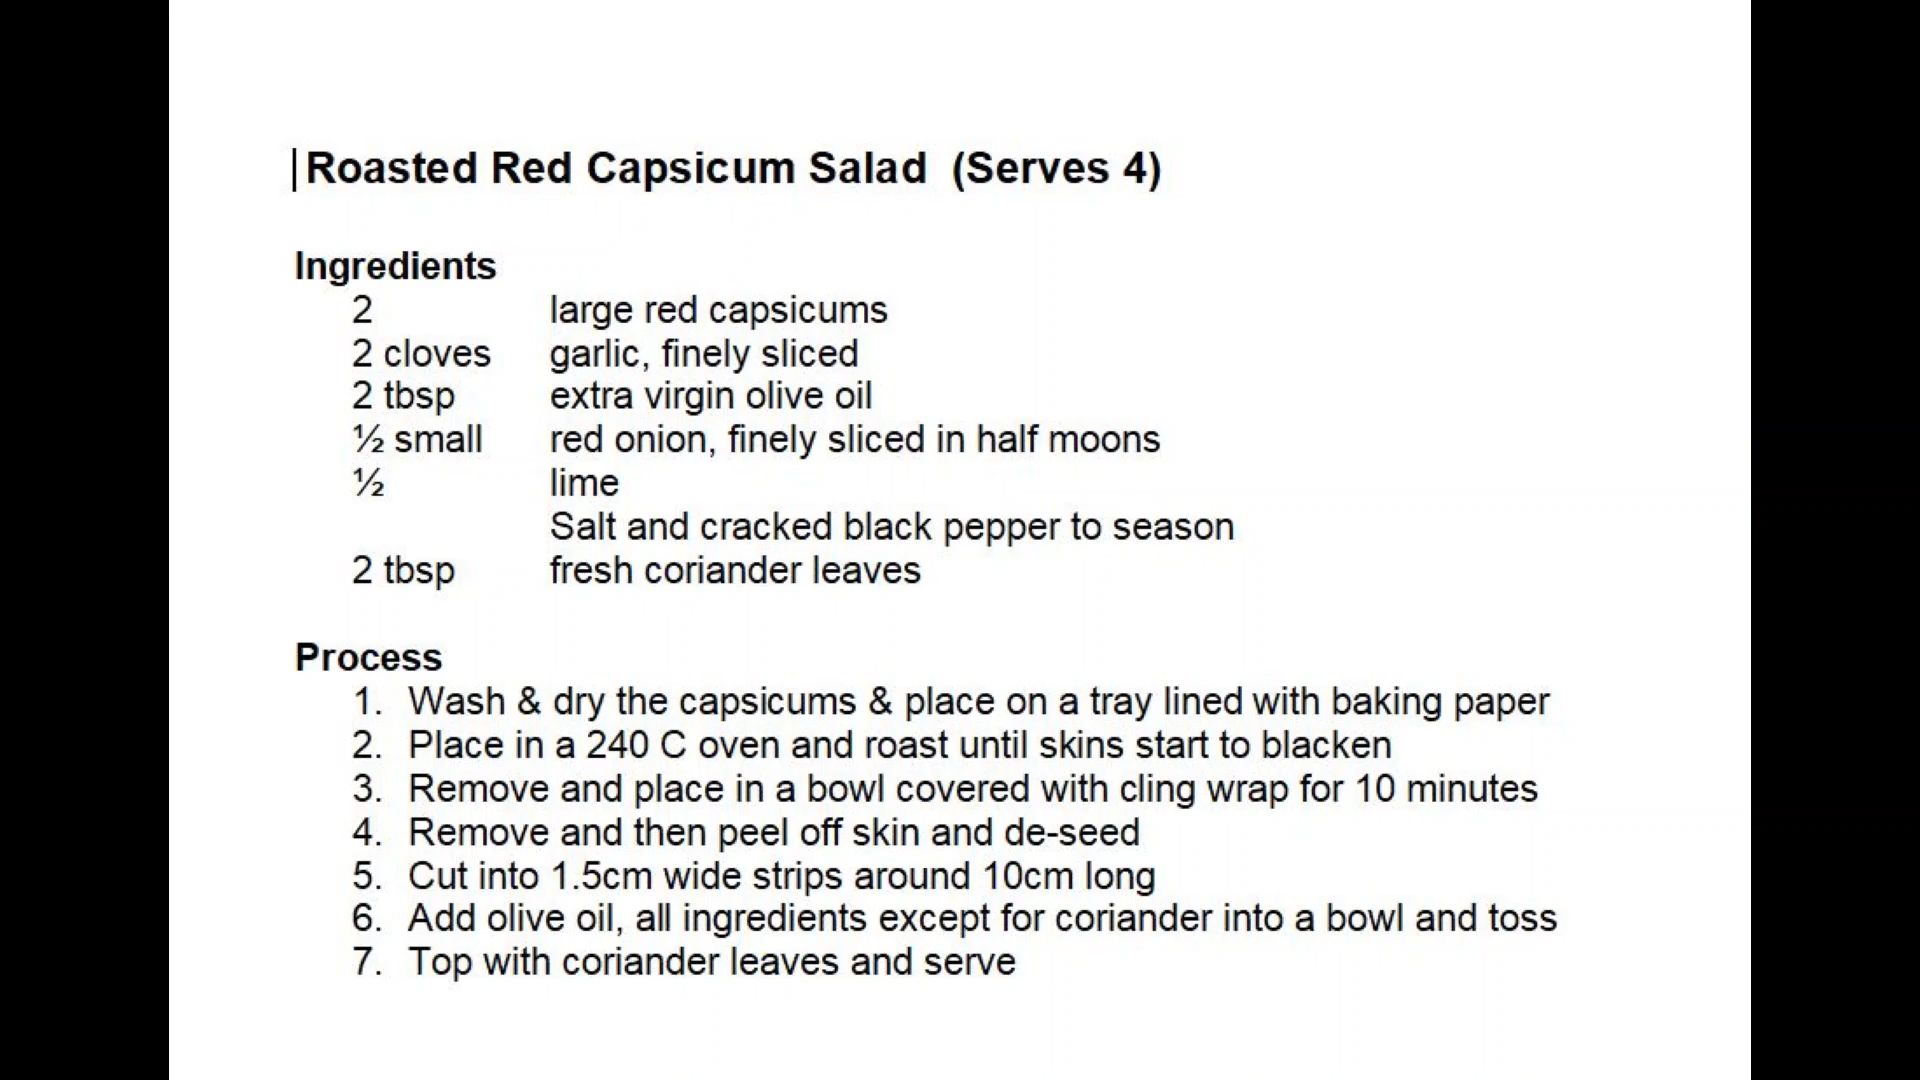 Roasted Red Capsicum Salad (Serves 4)
Ingredients
2 large red capsicums
2 cloves garlic, finely sliced
2 tbsp extra virgin olive oil
½ small red onion, finely sliced in half moons
½ lime
Salt and cracked black pepper to season
2 tbsp fresh coriander leaves
Process
1. Wash & dry the capsicums & place on a tray lined with baking paper
2. Place in a 240 C oven and roast until skins start to blacken
3. Remove and place in a bowl covered with cling wrap for 10 minutes
4. Remove and then peel off skin and de-seed
5. Cut into 1.5cm wide strips around 10cm long
6. Add olive oil, all ingredients except for coriander into a bowl and toss
7. Top with coriander leaves and serve